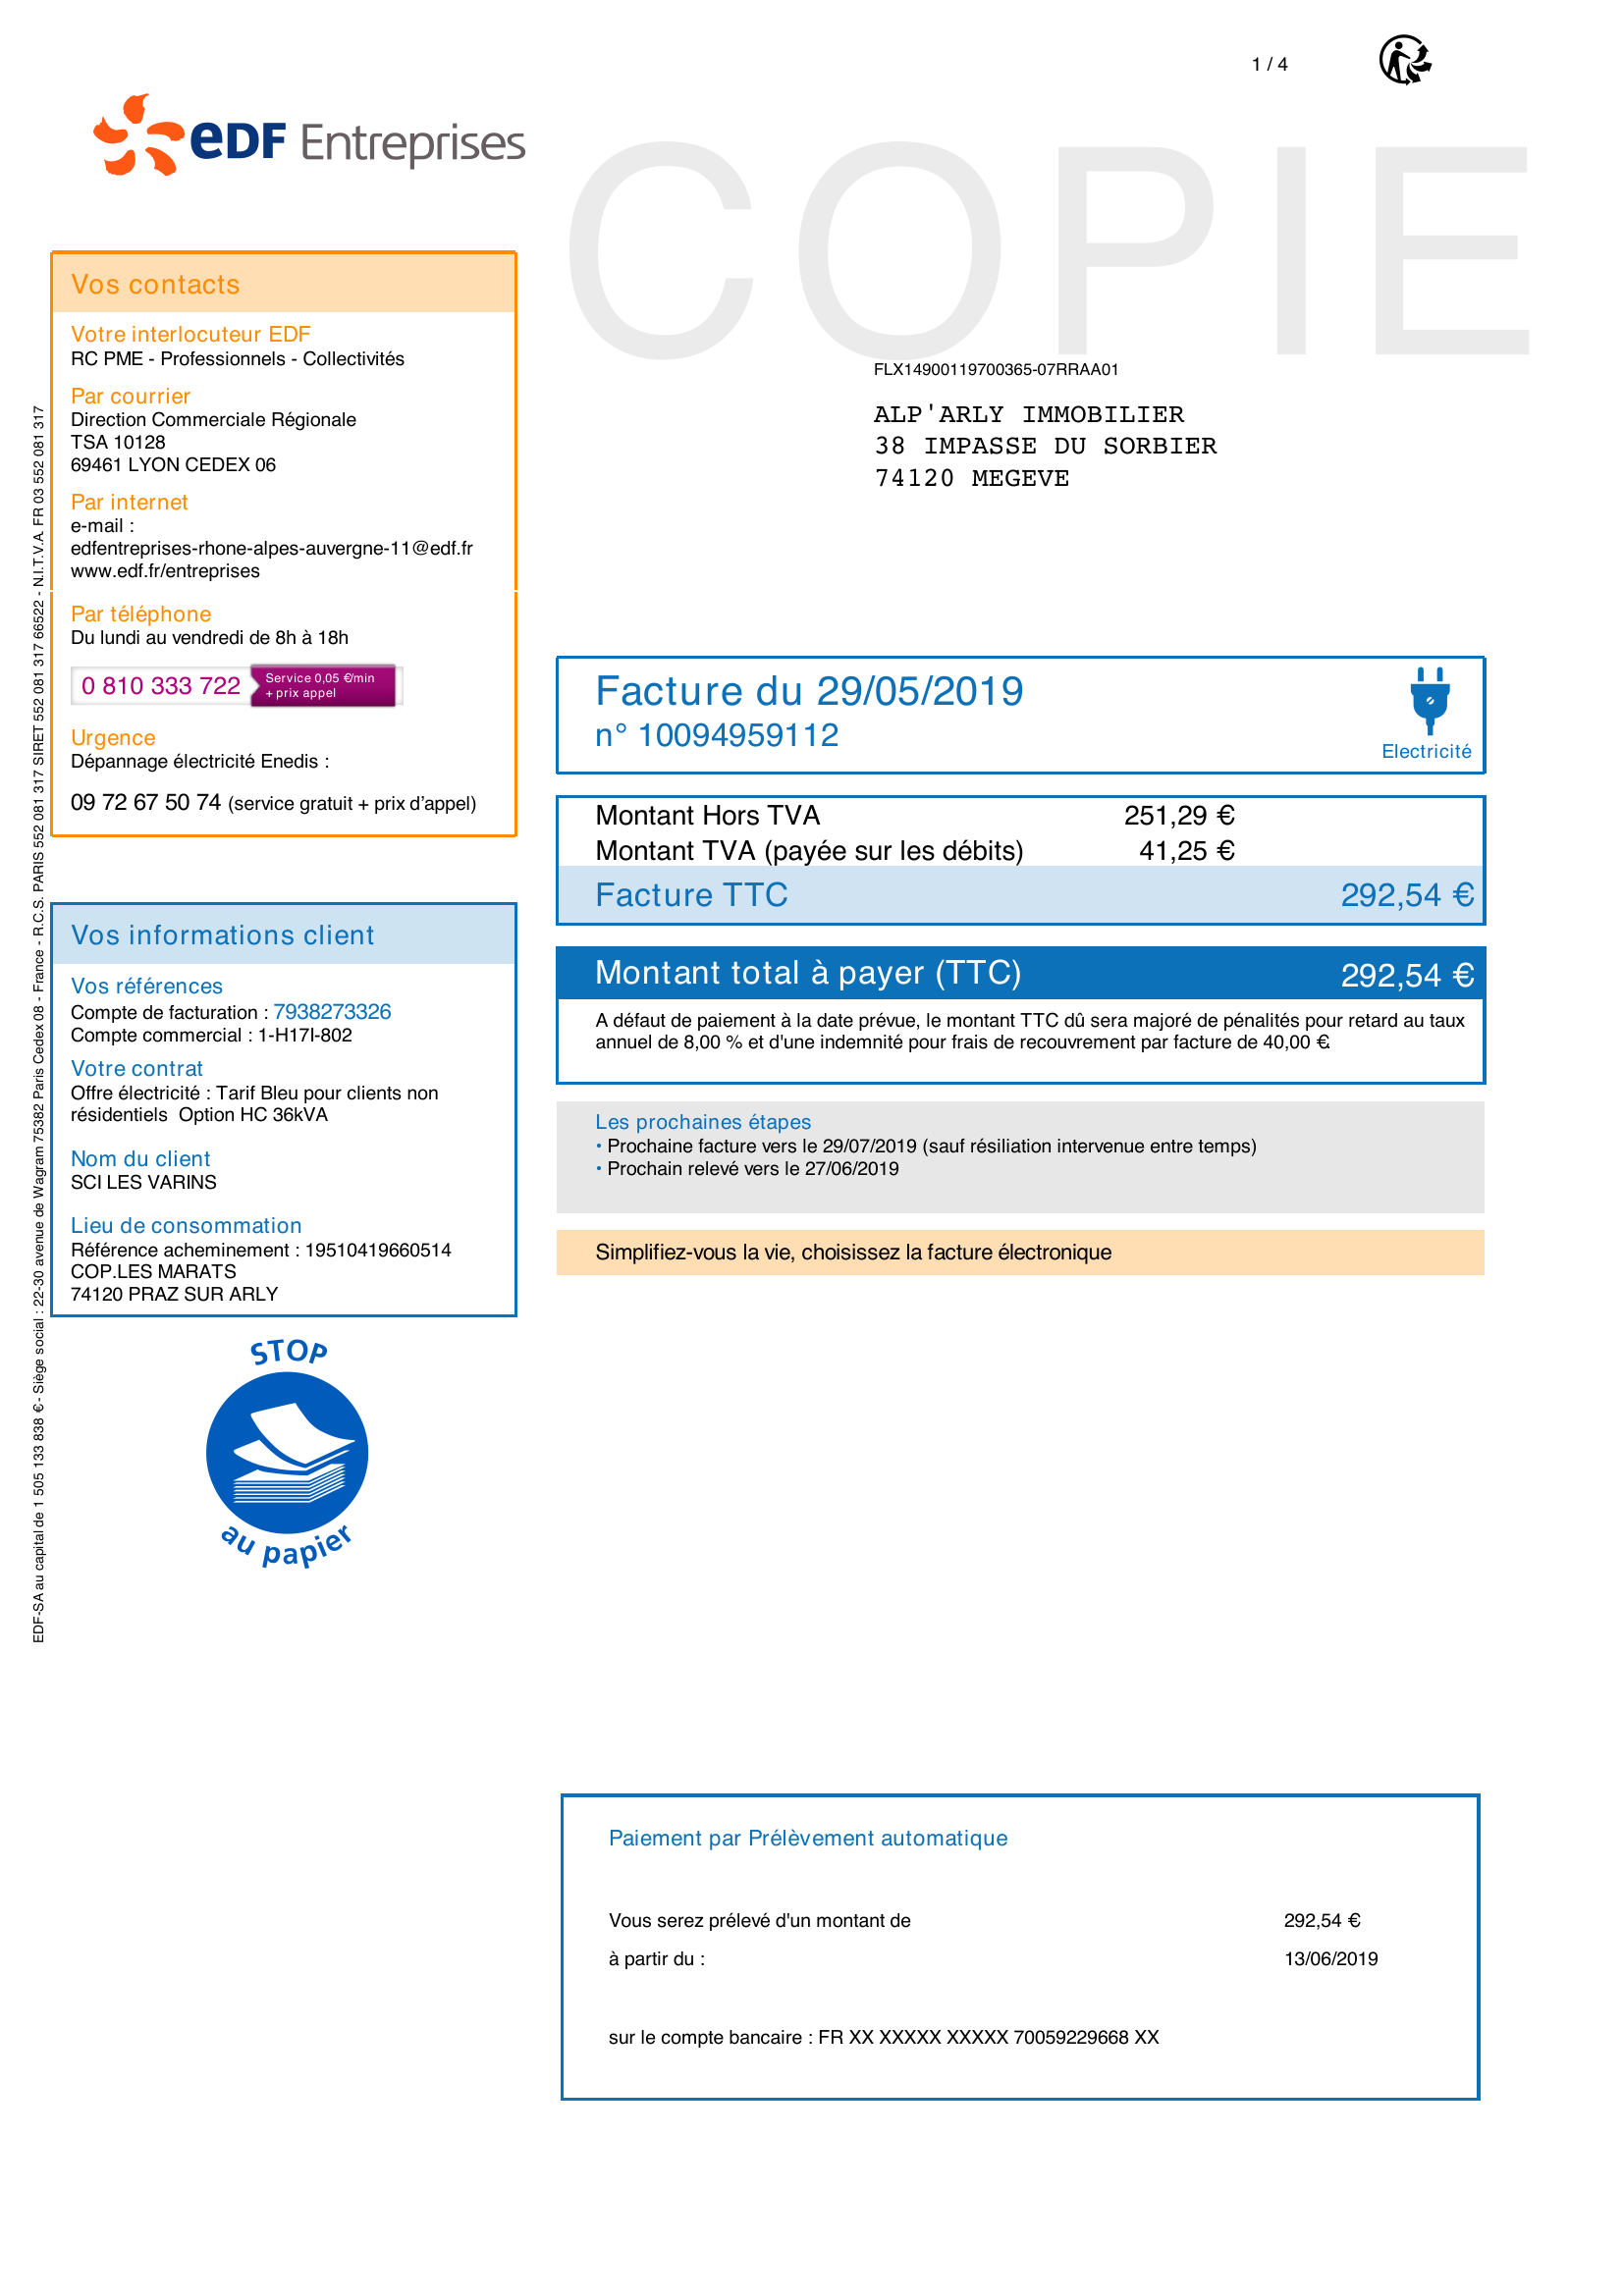 1 / 4
eDF Entreprises
COPIE
Vos contacts
Votre interlocuteur EDF
RC PME - Professionnels - Collectivités
Par courrier
Direction Commerciale Régionale
TSA 10128
69461 LYON CEDEX 06
Par internet
e-mail :
edfentreprises-rhone-alpes-auvergne-11@edf.fr
www.edf.fr/entreprises
Par téléphone
Du lundi au vendredi de 8h à 18h
0 810 333 722
Service 0,05 €/min
+ prix appel
Urgence
Dépannage électricité Enedis :
09 72 67 50 74 (service gratuit + prix d'appel)
FLX14900119700365-07RRAA01
ALP'ARLY IMMOBILIER
38 IMPASSE DU SORBIER
74120 MEGEVE
Facture du 29/05/2019
n° 10094959112
Electricité
Montant Hors TVA 251,29 €
Montant TVA (payée sur les débits) 41,25 €
Facture TTC 292,54 €
Montant total à payer (TTC) 292,54 €
A défaut de paiement à la date prévue, le montant TTC dû sera majoré de pénalités pour retard au taux
annuel de 8,00 % et d'une indemnité pour frais de recouvrement par facture de 40,00 €.
Les prochaines étapes
• Prochaine facture vers le 29/07/2019 (sauf résiliation intervenue entre temps)
• Prochain relevé vers le 27/06/2019
Simplifiez-vous la vie, choisissez la facture électronique
Vos informations client
Vos références
Compte de facturation : 7938273326
Compte commercial : 1-H17I-802
Votre contrat
Offre électricité : Tarif Bleu pour clients non
résidentiels Option HC 36kVA
Nom du client
SCI LES VARINS
Lieu de consommation
Référence acheminement : 19510419660514
COP.LES MARATS
74120 PRAZ SUR ARLY
STOP
au papier
EDF-SA au capital de 1 505 133 838 € - Siège social : 22-30 avenue de Wagram 75382 Paris Cedex 08 - France - R.C.S. PARIS 552 081 317 SIRET 552 081 317 66522 - N.I.T.V.A. FR 03 552 081 317
Paiement par Prélèvement automatique
Vous serez prélevé d'un montant de 292,54 €
à partir du : 13/06/2019
sur le compte bancaire : FR XX XXXXX XXXXX 70059229668 XX